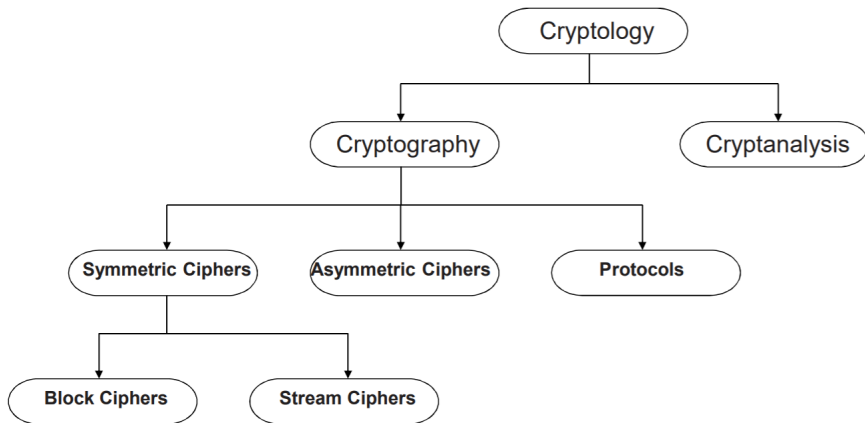 Cryptology
Cryptography
Cryptanalysis
Symmetric Ciphers
Asymmetric Ciphers
Protocols
Block Ciphers
Stream Ciphers